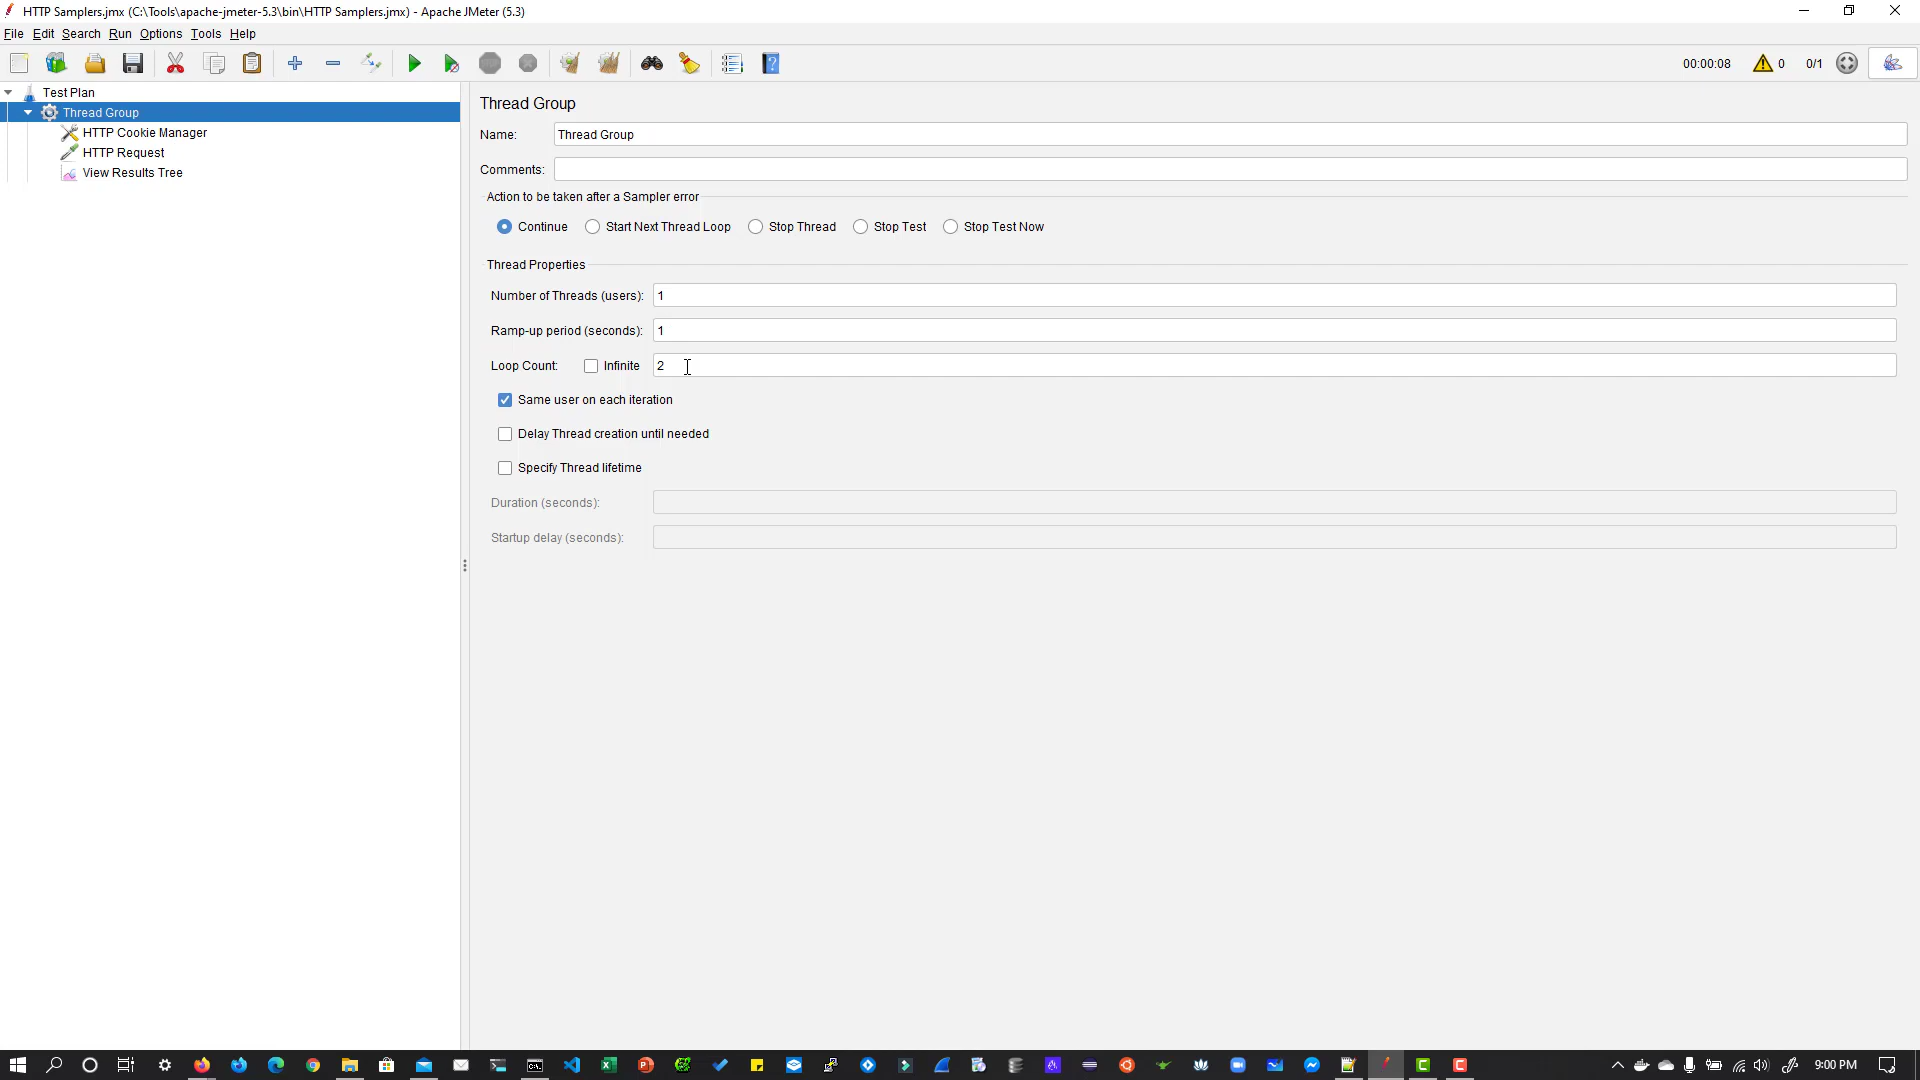 HTTP Samplers.jmx (C:\Tools\apache-jmeter-5.3\bin\HTTP Samplers.jmx) - Apache JMeter (5.3)
File Edit Search Run Options Tools Help
00:00:08 0 0/1
Test Plan
Thread Group
HTTP Cookie Manager
HTTP Request
View Results Tree
Thread Group
Name: Thread Group
Comments:
Action to be taken after a Sampler error
Continue Start Next Thread Loop Stop Thread Stop Test Stop Test Now
Thread Properties
Number of Threads (users): 1
Ramp-up period (seconds): 1
Loop Count: Infinite 2
Same user on each iteration
Delay Thread creation until needed
Specify Thread lifetime
Duration (seconds):
Startup delay (seconds):
9:00 PM